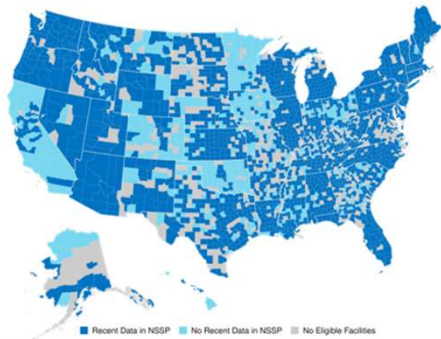 Recent Data in NSSP No Recent Data in NSSP No Eligible Facilities